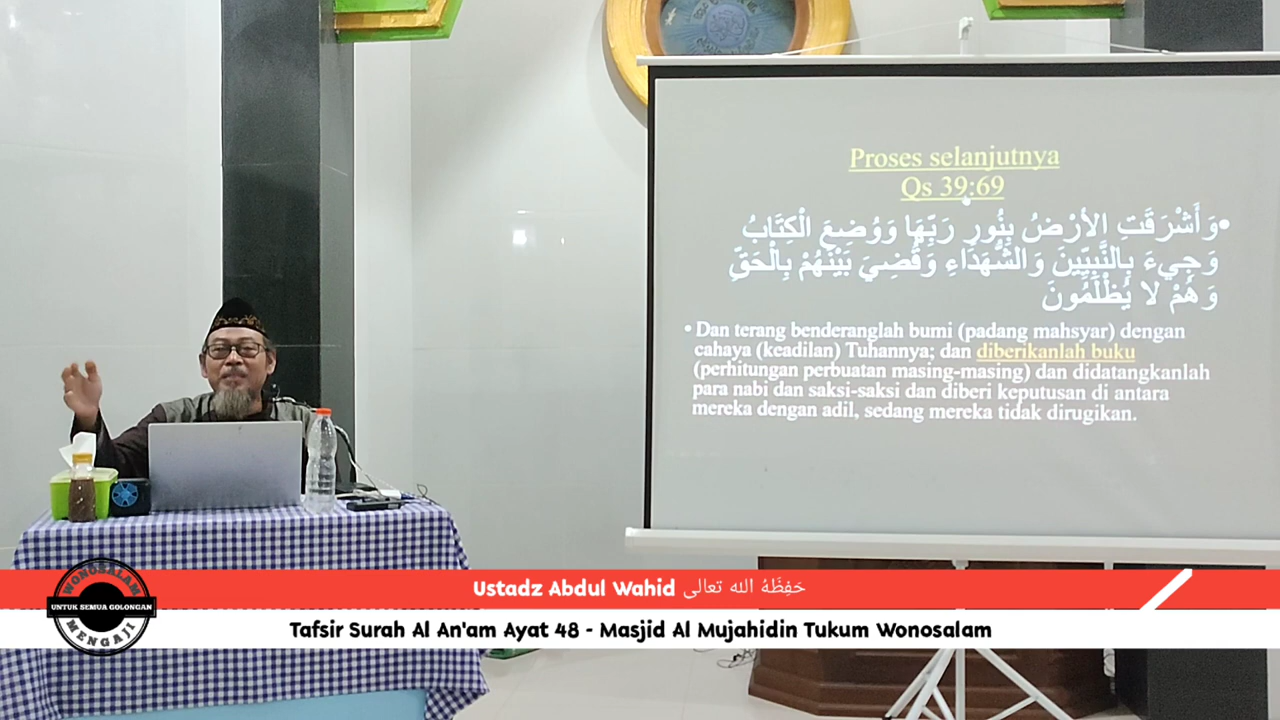 Proses selanjutnya
Qs 39:69
•وَأَشْرَقَتِ الأرْضُ بِنُورِ رَبِّهَا وَوُضِعَ الْكِتَابُ
وَجِيءَ بِالنَّبِيِّينَ وَالشُّهَدَاءِ وَقُضِيَ بَيْنَهُمْ بِالْحَقِّ
وَهُمْ لا يُظْلَمُونَ
• Dan terang benderanglah bumi (padang mahsyar) dengan
cahaya (keadilan) Tuhannya; dan diberikanlah buku
(perhitungan perbuatan masing-masing) dan didatangkanlah
para nabi dan saksi-saksi dan diberi keputusan di antara
mereka dengan adil, sedang mereka tidak dirugikan.
Ustadz Abdul Wahid حَفِظَهُ الله تعالى
WONOSALAM
UNTUK SEMUA GOLONGAN
MENGAJI
Tafsir Surah Al An'am Ayat 48 - Masjid Al Mujahidin Tukum Wonosalam